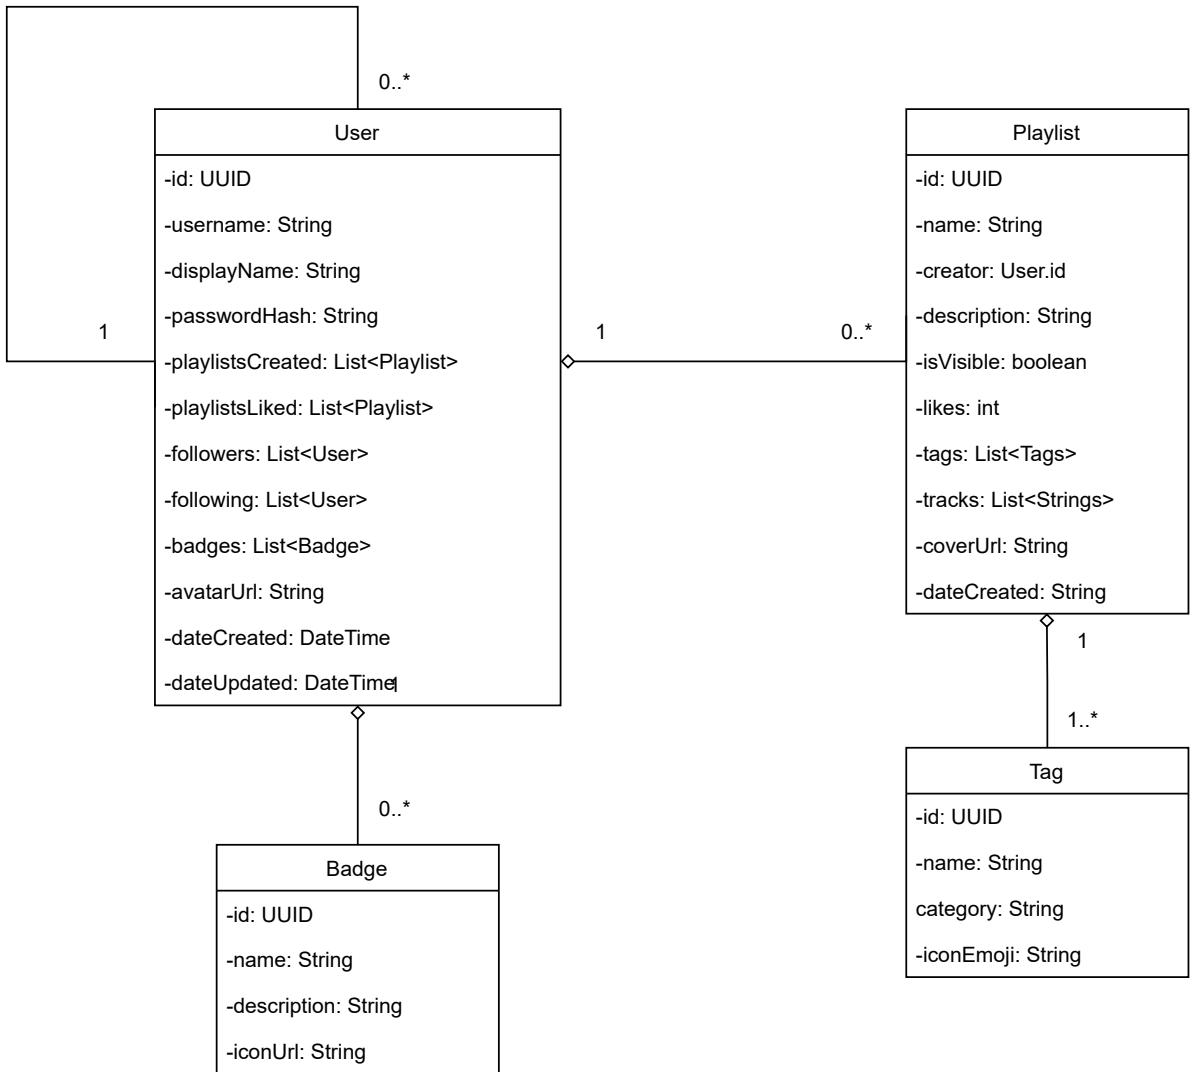 0..*
User
-id: UUID
-username: String
-displayName: String
-passwordHash: String
-playlistsCreated: List<Playlist>
-playlistsLiked: List<Playlist>
-followers: List<User>
-following: List<User>
-badges: List<Badge>
-avatarUrl: String
-dateCreated: DateTime
-dateUpdated: DateTime
1
1
1
0..*
Playlist
-id: UUID
-name: String
-creator: User.id
-description: String
-isVisible: boolean
-likes: int
-tags: List<Tags>
-tracks: List<Strings>
-coverUrl: String
-dateCreated: String
1
1..*
Tag
-id: UUID
-name: String
category: String
-iconEmoji: String
0..*
Badge
-id: UUID
-name: String
-description: String
-iconUrl: String